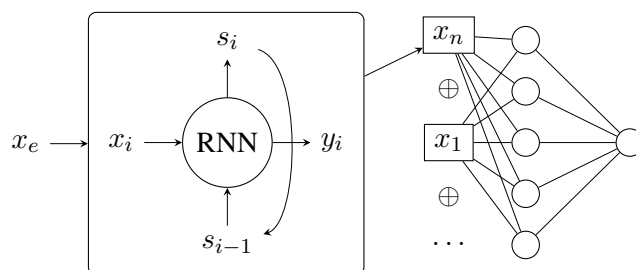 s_i
x_n
⊕
x_e
x_i
RNN
y_i
x_1
⊕
s_{i−1}
...